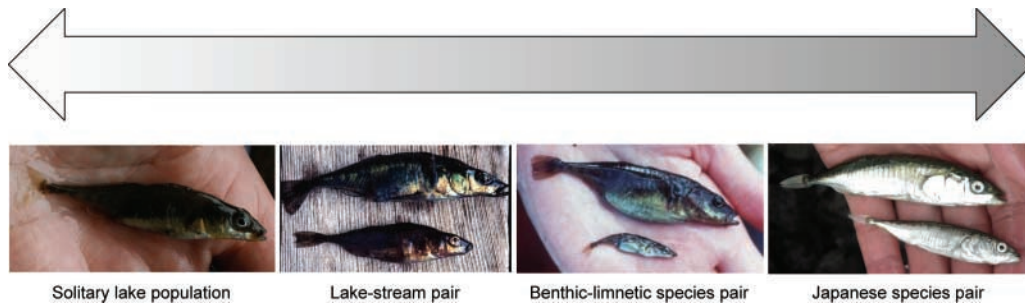 Solitary lake population
Lake-stream pair
Benthic-limnetic species pair
Japanese species pair